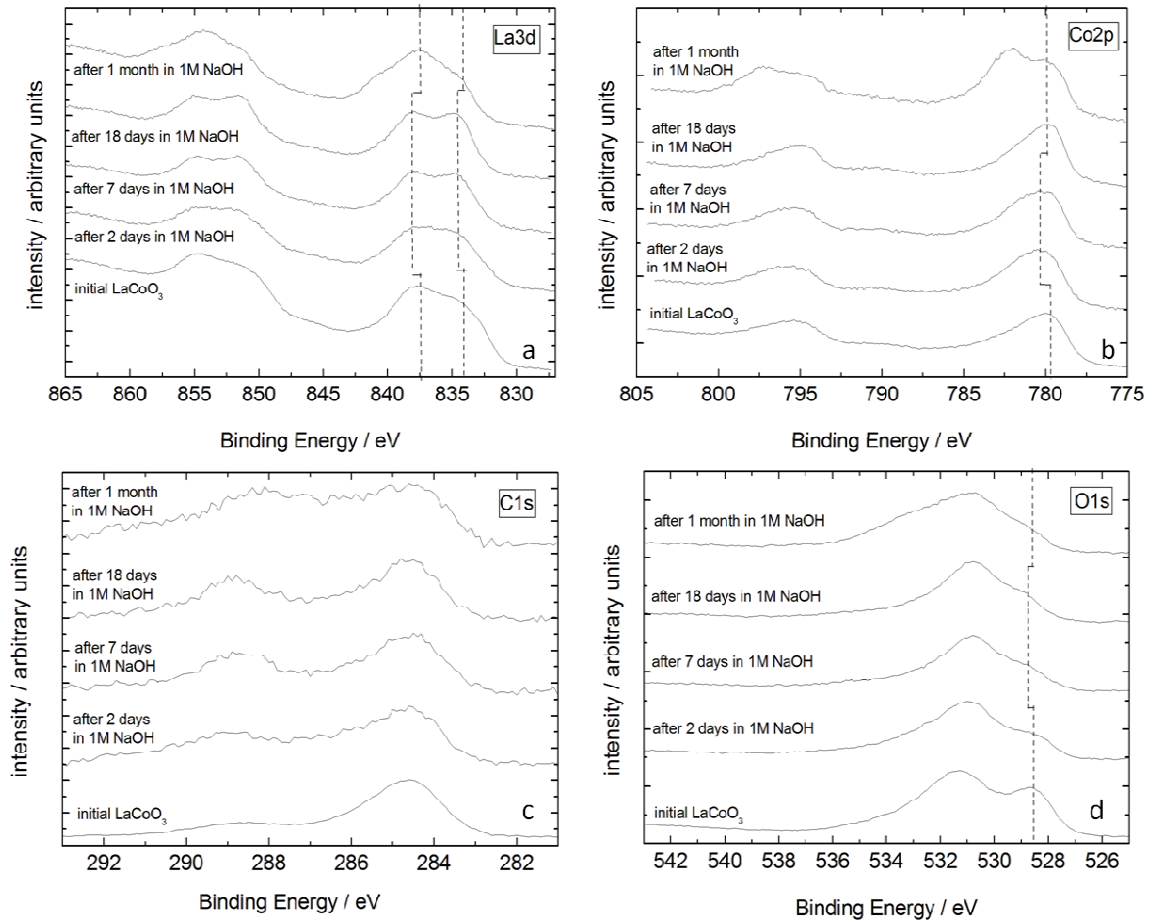 La3d
after 1 month in 1M NaOH
after 18 days in 1M NaOH
after 7 days in 1M NaOH
after 2 days in 1M NaOH
initial LaCoO₃
a
intensity / arbitrary units
865 860 855 850 845 840 835 830
Binding Energy / eV
Co2p
after 1 month
in 1M NaOH
after 18 days
in 1M NaOH
after 7 days
in 1M NaOH
after 2 days
in 1M NaOH
initial LaCoO₃
b
intensity / arbitrary units
805 800 795 790 785 780 775
Binding Energy / eV
C1s
after 1 month
in 1M NaOH
after 18 days
in 1M NaOH
after 7 days
in 1M NaOH
after 2 days
in 1M NaOH
initial LaCoO₃
c
intensity / arbitrary units
292 290 288 286 284 282
Binding Energy / eV
O1s
after 1 month in 1M NaOH
after 18 days in 1M NaOH
after 7 days in 1M NaOH
after 2 days in 1M NaOH
initial LaCoO₃
d
intensity / arbitrary units
542 540 538 536 534 532 530 528 526
Binding Energy / eV